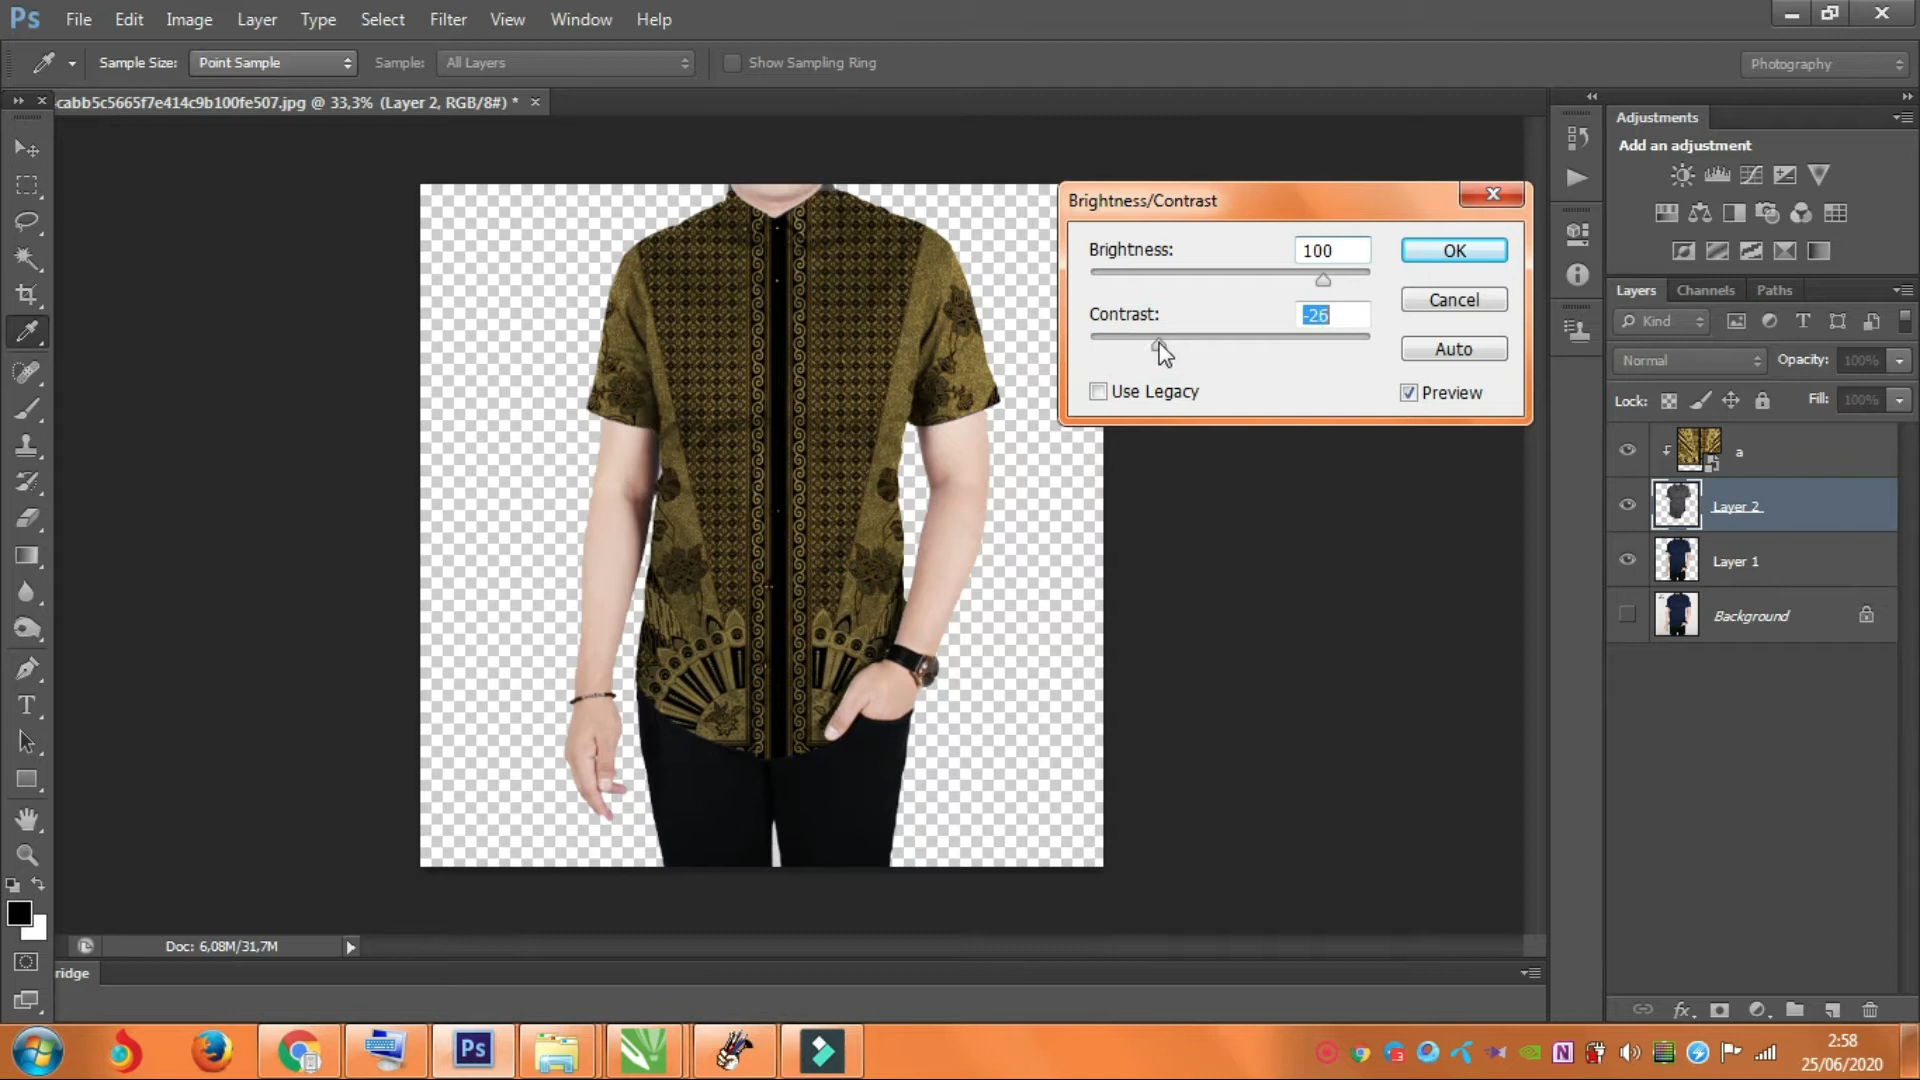 Ps File Edit Image Layer Type Select Filter View Window Help
Sample Size: Point Sample Sample: All Layers Show Sampling Ring Photography
cabb5c5665f7e414c9b100fe507.jpg @ 33,3% (Layer 2, RGB/8#) *
Adjustments
Add an adjustment
Brightness/Contrast
Brightness: 100 OK
Contrast: -26 Cancel
Auto
Use Legacy Preview
Layers Channels Paths
Kind
Normal Opacity: 100%
Lock: Fill: 100%
a
Layer 2
Layer 1
Background
Doc: 6,08M/31,7M
ridge
fx
Ps
3
N
2:58
25/06/2020